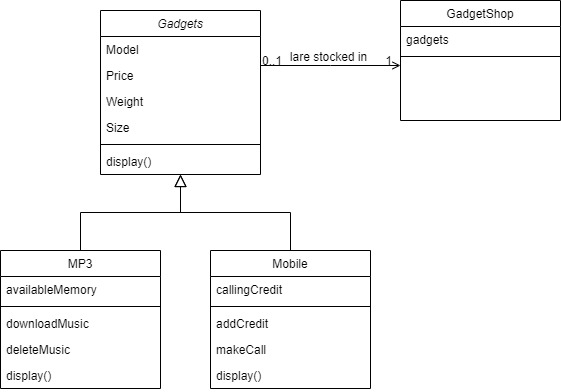 Gadgets
Model
Price
Weight
Size
display()
0..1 lare stocked in 1
GadgetShop
gadgets
MP3
availableMemory
downloadMusic
deleteMusic
display()
Mobile
callingCredit
addCredit
makeCall
display()